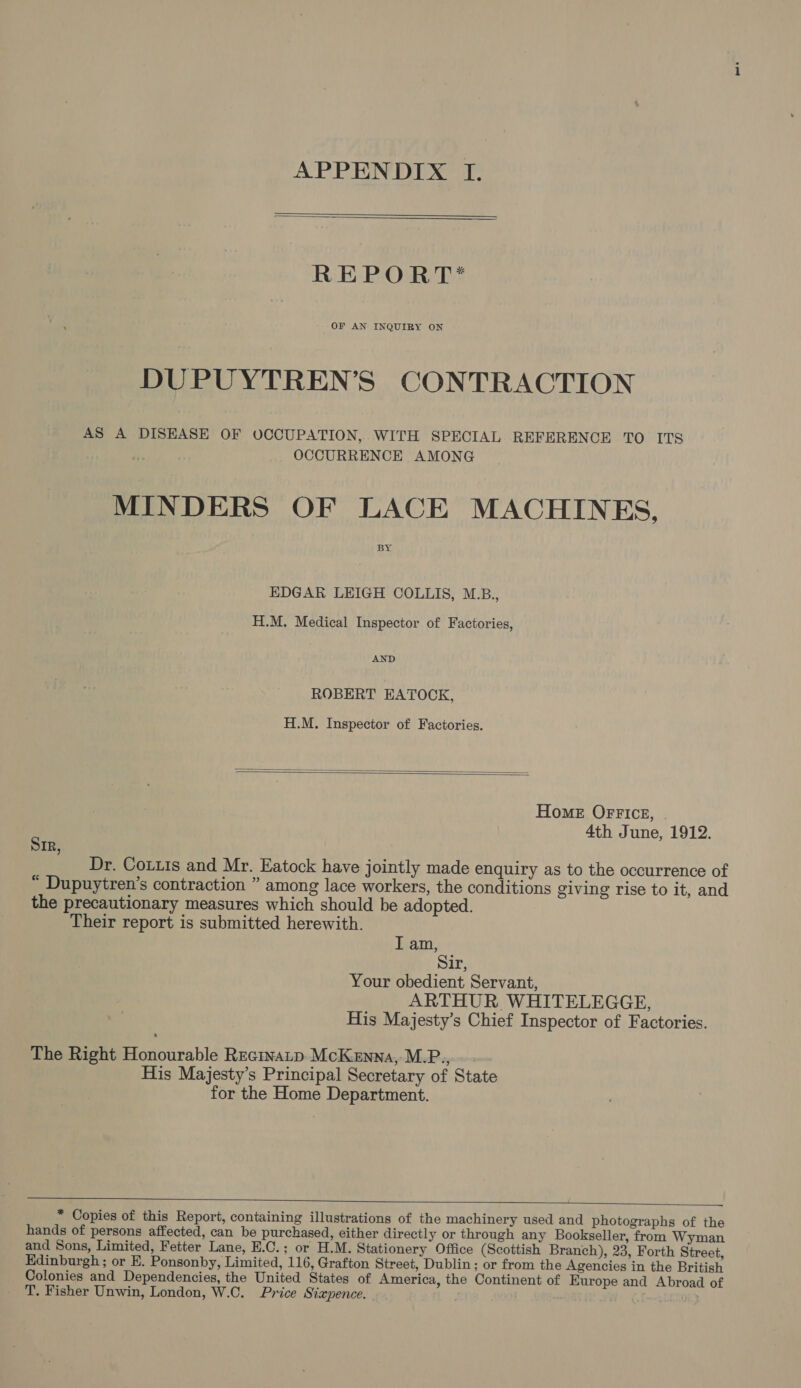 i
APPENDIX I.
REPORT*
OF AN INQUIRY ON
DUPUYTREN'S CONTRACTION
AS A DISEASE OF OCCUPATION, WITH SPECIAL REFERENCE TO ITS
OCCURRENCE AMONG
MINDERS OF LACE MACHINES,
BY
EDGAR LEIGH COLLIS, M.B.,
H.M. Medical Inspector of Factories,
AND
ROBERT EATOCK,
H.M. Inspector of Factories.
HOME OFFICE,
4th June, 1912.
SIR,
Dr. COLLIS and Mr. Eatock have jointly made enquiry as to the occurrence of
“ Dupuytren's contraction ” among lace workers, the conditions giving rise to it, and
the precautionary measures which should be adopted.
Their report is submitted herewith.
I am,
Sir,
Your obedient Servant,
ARTHUR WHITELEGGE,
His Majesty's Chief Inspector of Factories.
The Right Honourable REGINALD MCKENNA, M.P.,
His Majesty's Principal Secretary of State
for the Home Department.
* Copies of this Report, containing illustrations of the machinery used and photographs of the
hands of persons affected, can be purchased, either directly or through any Bookseller, from Wyman
and Sons, Limited, Fetter Lane, E.C.; or H.M. Stationery Office (Scottish Branch), 23, Forth Street,
Edinburgh; or E. Ponsonby, Limited, 116, Grafton Street, Dublin; or from the Agencies in the British
Colonies and Dependencies, the United States of America, the Continent of Europe and Abroad of
T. Fisher Unwin, London, W.C. Price Sixpence.